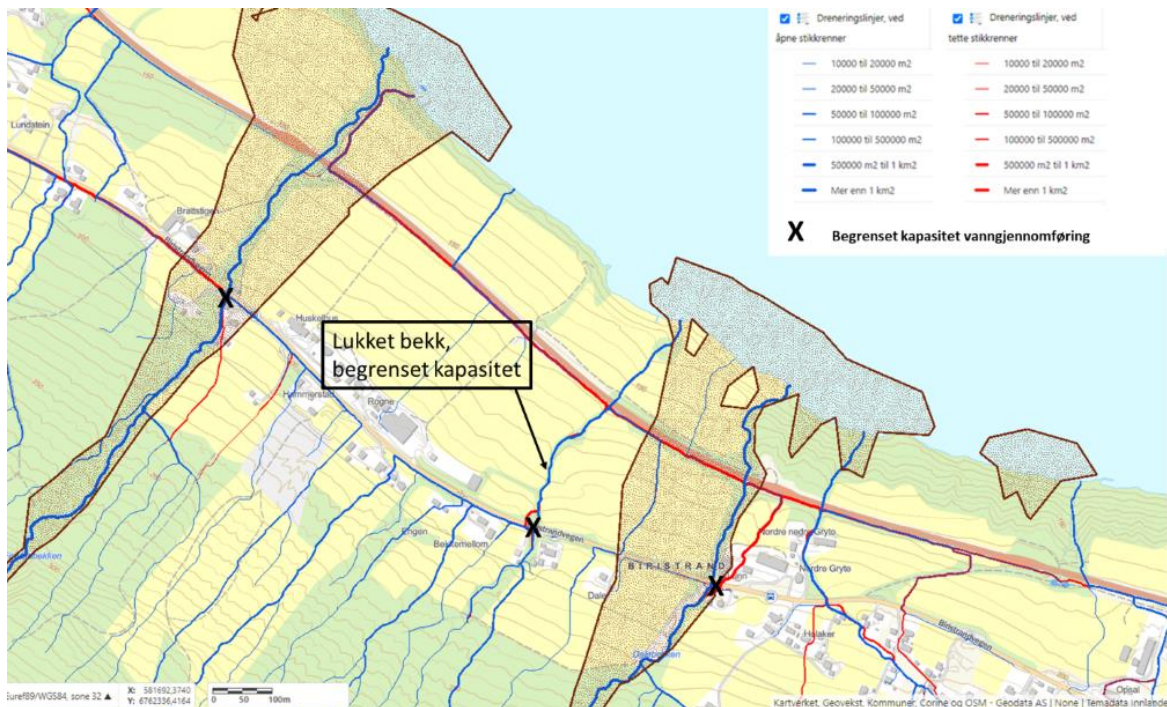 Dreneringslinjer, ved
åpne stikkrenner
10000 til 20000 m2
20000 til 50000 m2
50000 til 100000 m2
100000 til 500000 m2
500000 m2 til 1 km2
Mer enn 1 km2
Dreneringslinjer, ved
tette stikkrenner
10000 til 20000 m2
20000 til 50000 m2
50000 til 100000 m2
100000 til 500000 m2
500000 m2 til 1 km2
Mer enn 1 km2
X Begrenset kapasitet vanngjennomføring
Lundstein
Brattstigen
X
Huskelhus
Lukket bekk,
begrenset kapasitet
Hammerstad
Rogne
Engen
Bekkemellom
X
BIRISTRAND
X
Nordre nedre Gryte
Nordre Gryte
Holaker
Biristrandvegen
Opsal
Euref89/WGS84, sone 32
X: 581692,3740
Y: 6762336,4164
0 50 100m
Kartverket, Geovekst, Kommuner, Corine og OSM - Geodata AS | None | Temadata Innlande